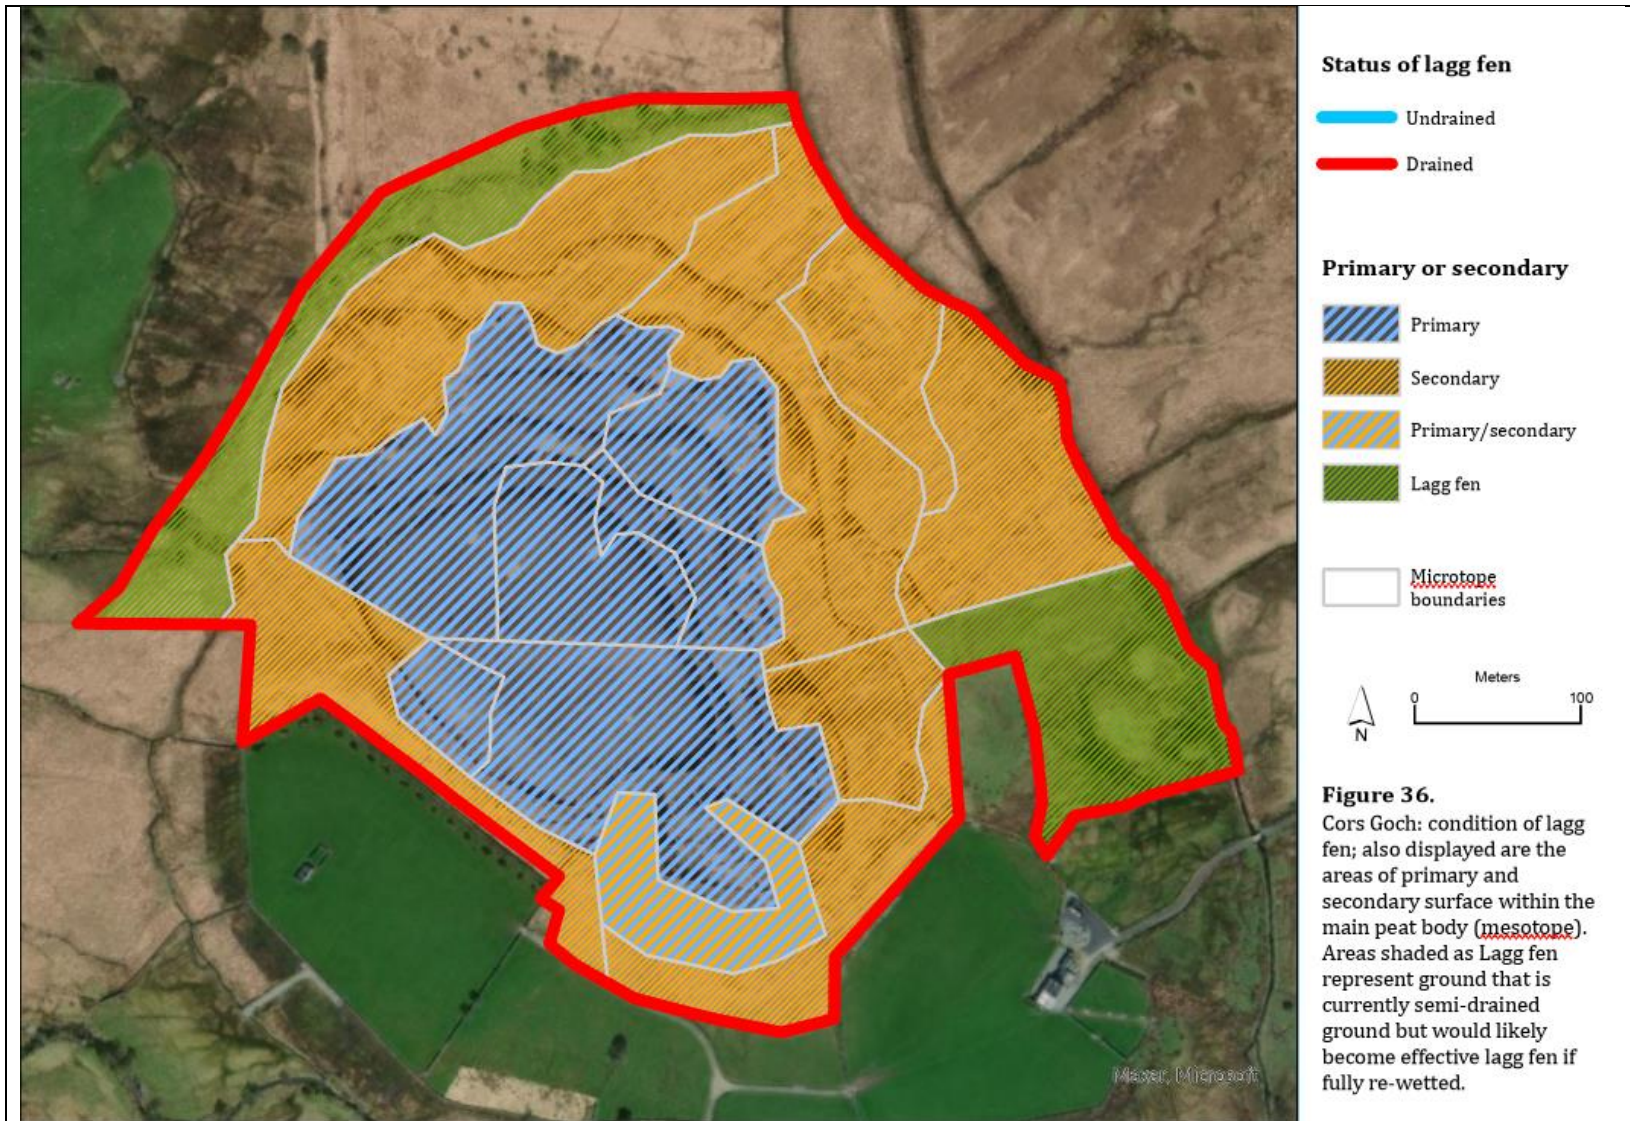 Status of lagg fen
Undrained
Drained
Primary or secondary
Primary
Secondary
Primary/secondary
Lagg fen
Microtope
boundaries
Meters
0 100
N
Figure 36.
Cors Goch: condition of lagg
fen; also displayed are the
areas of primary and
secondary surface within the
main peat body (mesotope).
Areas shaded as Lagg fen
represent ground that is
currently semi-drained
ground but would likely
become effective lagg fen if
fully re-wetted.
Maxar, Microsoft